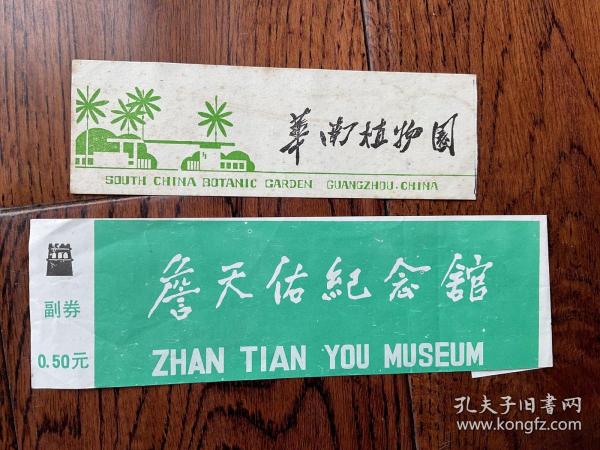 華南植物園
SOUTH CHINA BOTANIC GARDEN GUANGZHOU·CHINA
副券
0.50元
詹天佑紀念館
ZHAN TIAN YOU MUSEUM
孔夫子旧書网
www.kongfz.com